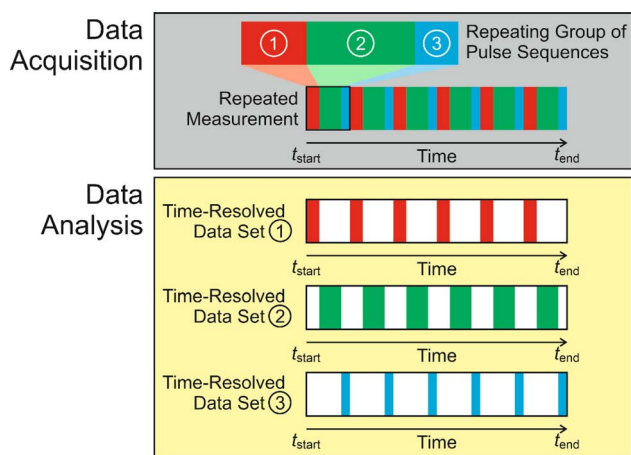 Data
Acquisition
① ② ③
Repeating Group of
Pulse Sequences
Repeated
Measurement
tstart Time tend
Data
Analysis
Time-Resolved
Data Set ①
tstart Time tend
Time-Resolved
Data Set ②
tstart Time tend
Time-Resolved
Data Set ③
tstart Time tend